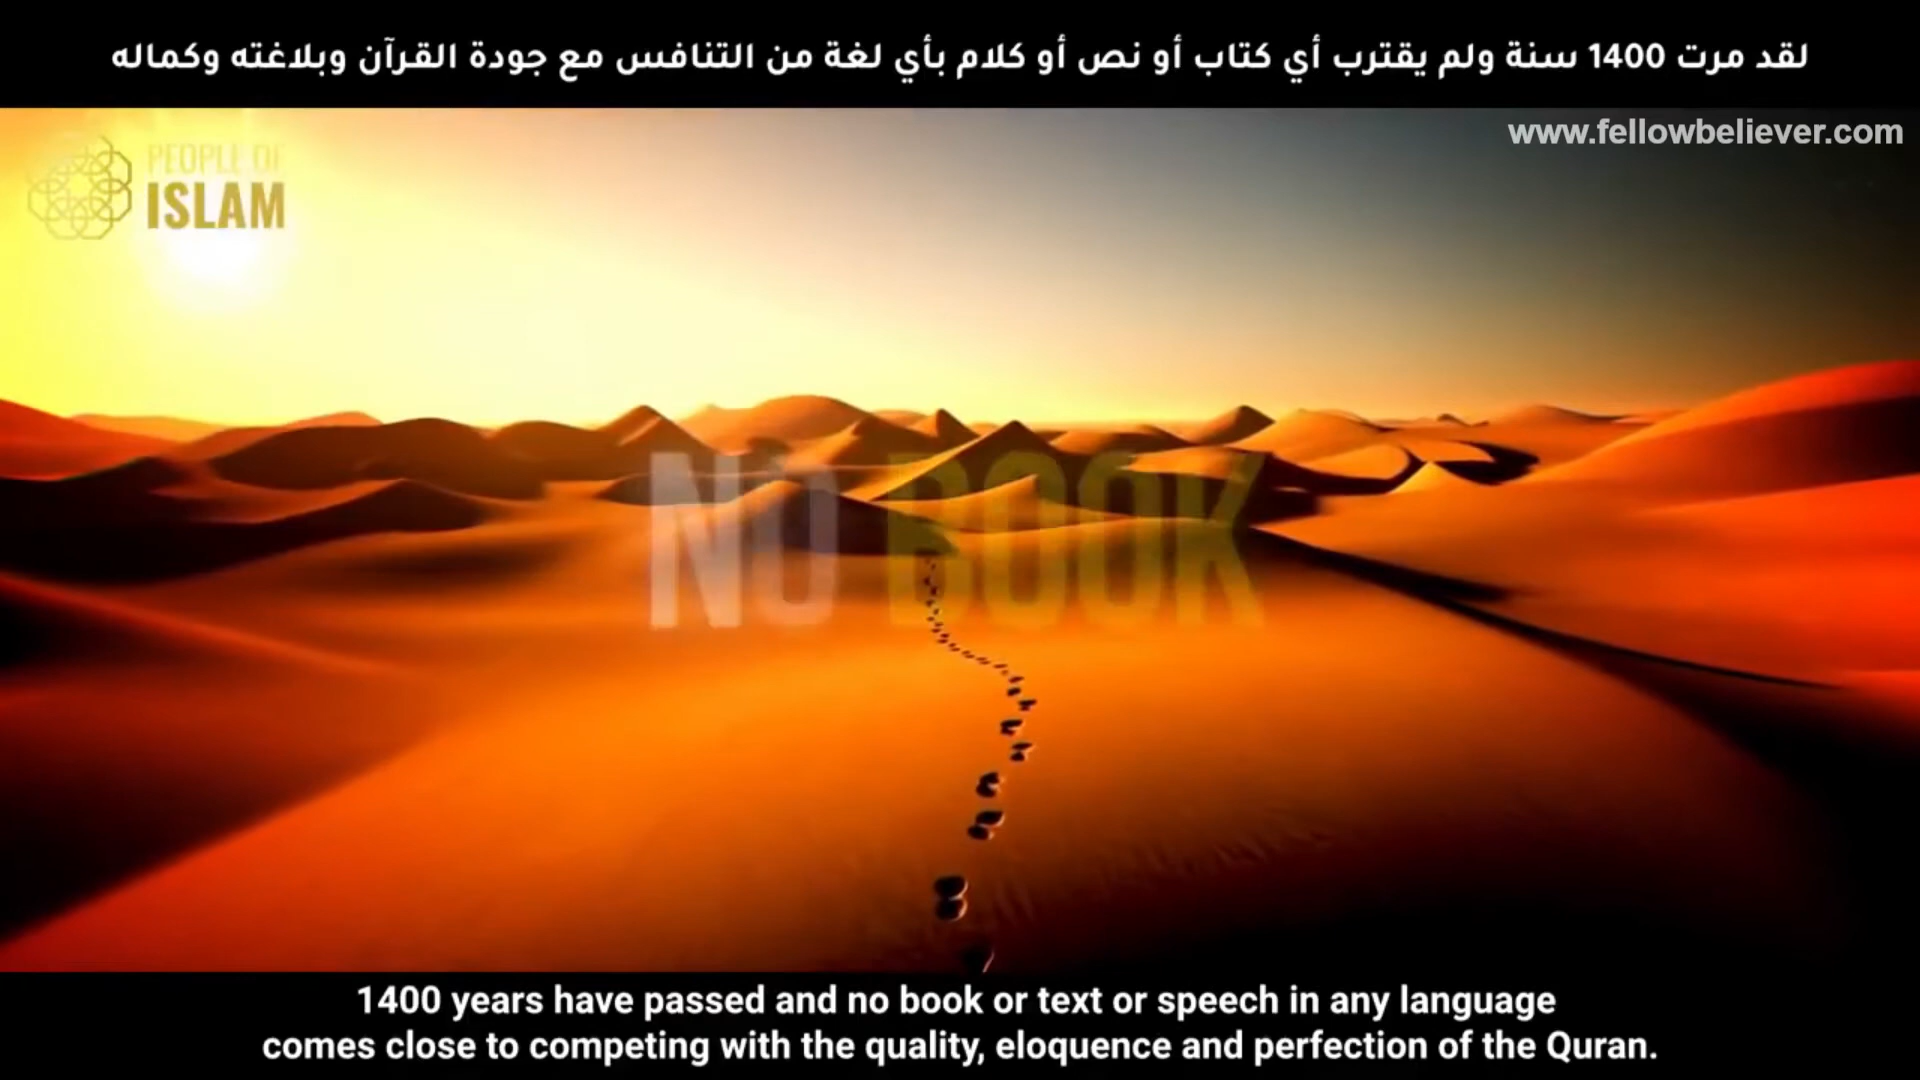 لقد مرت 1400 سنة ولم يقترب أي كتاب أو نص أو كلام بأي لغة من التنافس مع جودة القرآن وبلاغته وكماله
www.fellowbeliever.com
PEOPLE OF
ISLAM
NO BOOK
1400 years have passed and no book or text or speech in any language
comes close to competing with the quality, eloquence and perfection of the Quran.